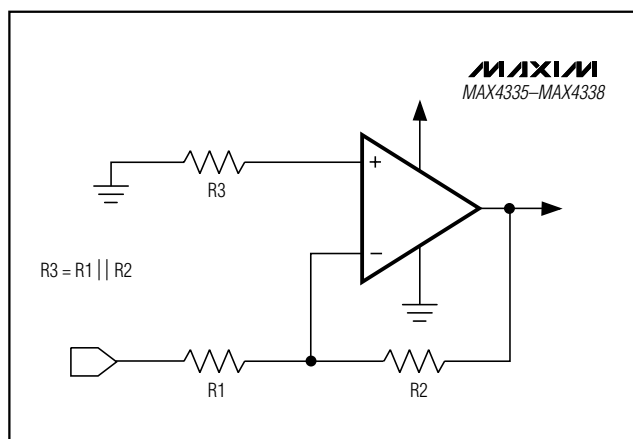 MAXIM
MAX4335–MAX4338
+
R3
−
R3 = R1 || R2
R1
R2